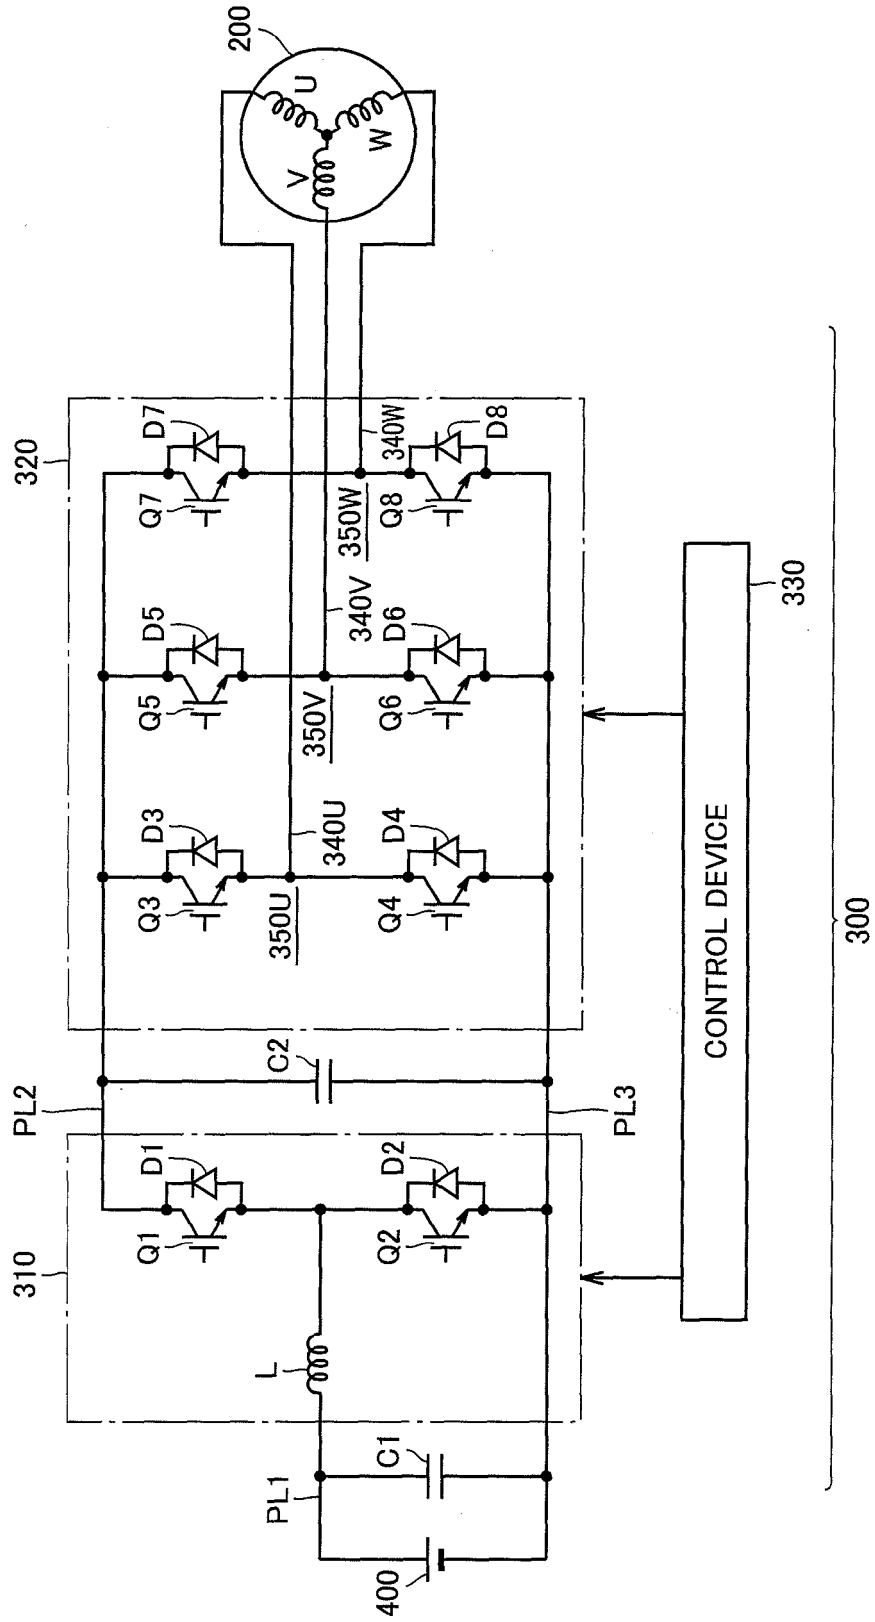 200
U
V
W
320
D7
Q7
340W
D8
350W
Q8
D5
Q5
340V
D6
350V
Q6
D3
Q3
340U
D4
350U
Q4
330
CONTROL DEVICE
300
C2
PL2
PL3
310
D1
Q1
D2
Q2
L
C1
PL1
400